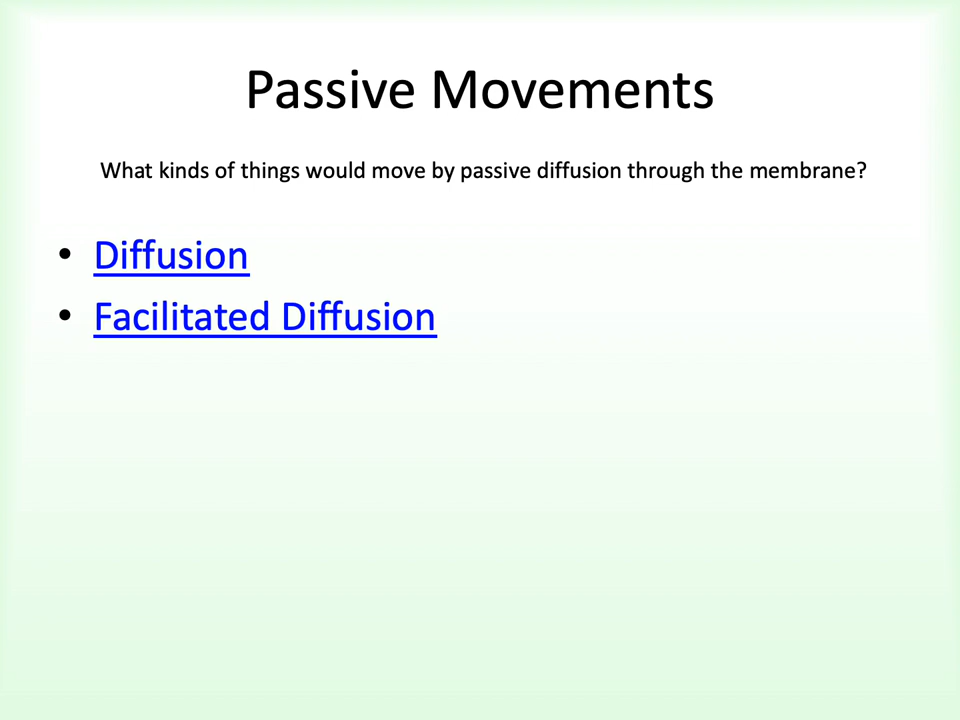 Passive Movements
What kinds of things would move by passive diffusion through the membrane?
• Diffusion
• Facilitated Diffusion